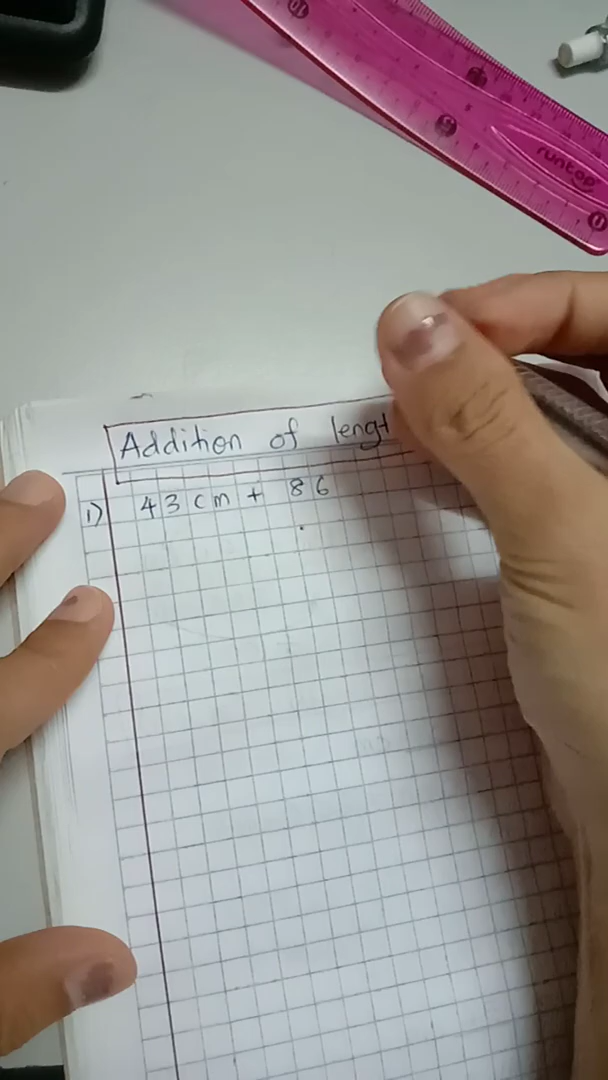 runtop
Addition of lengt
1) 43 cm + 86